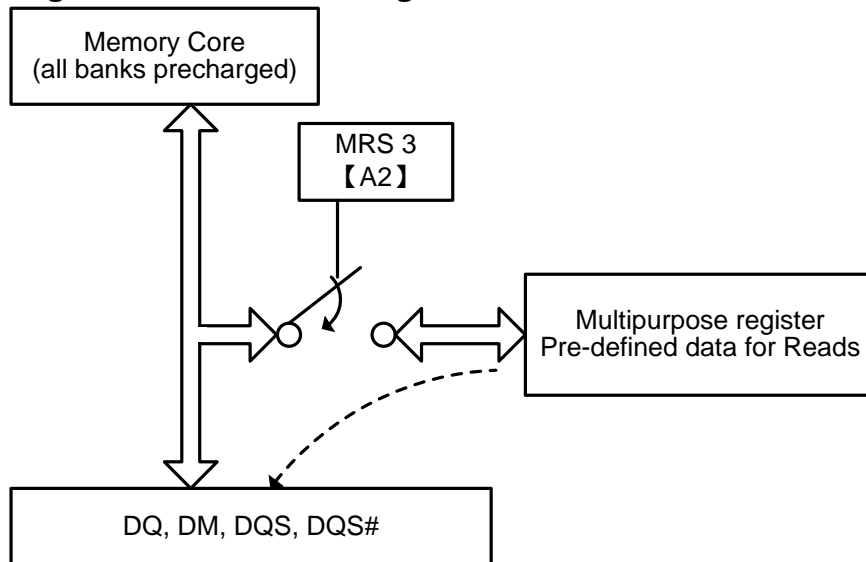 Memory Core
(all banks precharged)
MRS 3
【A2】
Multipurpose register
Pre-defined data for Reads
DQ, DM, DQS, DQS#